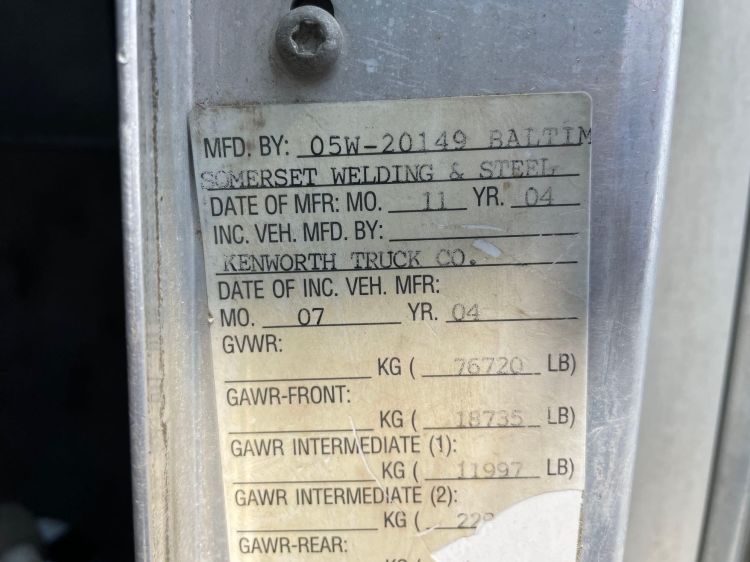 MFD. BY: 05W-20149 BALTIM
SOMERSET WELDING & STEEL
DATE OF MFR: MO. 11 YR. 04
INC. VEH. MFD. BY:
KENWORTH TRUCK CO.
DATE OF INC. VEH. MFR:
MO. 07 YR. 04
GVWR:
KG ( 76720 LB)
GAWR-FRONT:
KG ( 18735 LB)
GAWR INTERMEDIATE (1):
KG ( 11997 LB)
GAWR INTERMEDIATE (2):
KG (
GAWR-REAR: